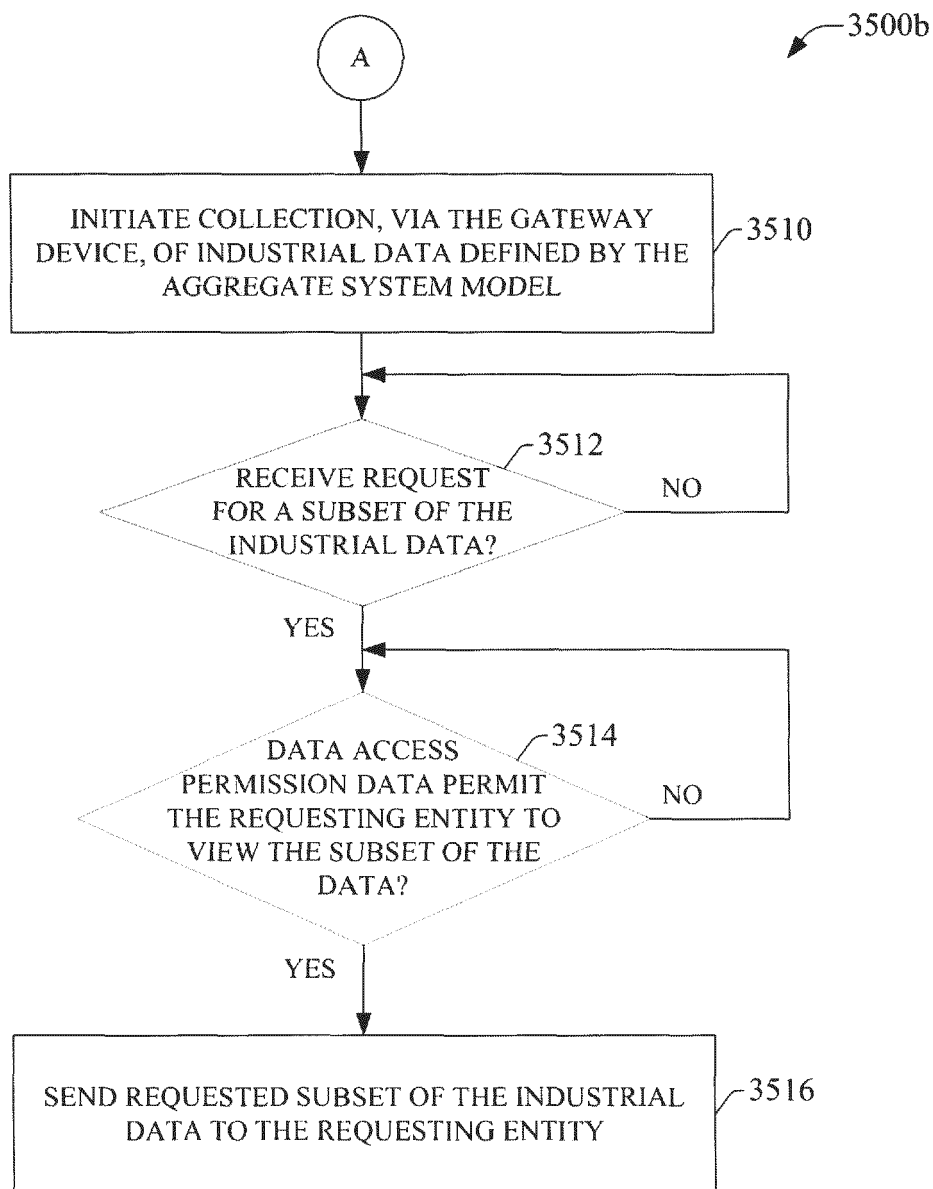 3500b
A
INITIATE COLLECTION, VIA THE GATEWAY
DEVICE, OF INDUSTRIAL DATA DEFINED BY THE
AGGREGATE SYSTEM MODEL
3510
3512
RECEIVE REQUEST
FOR A SUBSET OF THE
INDUSTRIAL DATA?
NO
YES
3514
DATA ACCESS
PERMISSION DATA PERMIT
THE REQUESTING ENTITY TO
VIEW THE SUBSET OF THE
DATA?
NO
YES
SEND REQUESTED SUBSET OF THE INDUSTRIAL
DATA TO THE REQUESTING ENTITY
3516